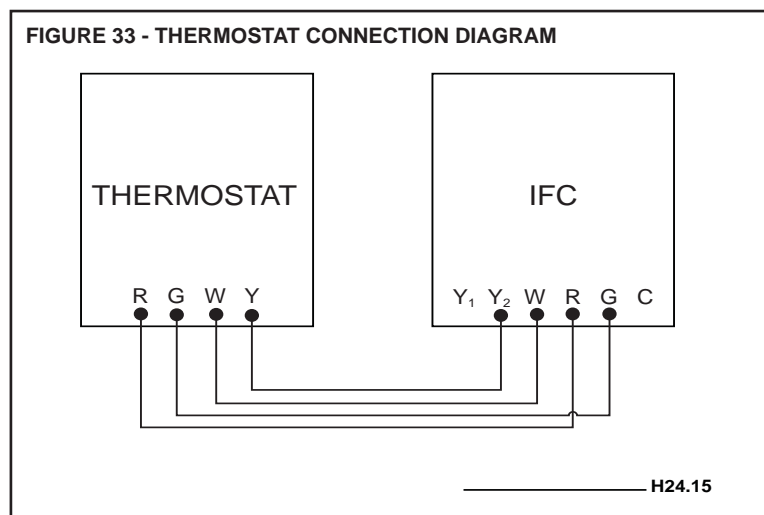 FIGURE 33 - THERMOSTAT CONNECTION DIAGRAM
THERMOSTAT
IFC
R G W Y
Y₁ Y₂ W R G C
H24.15